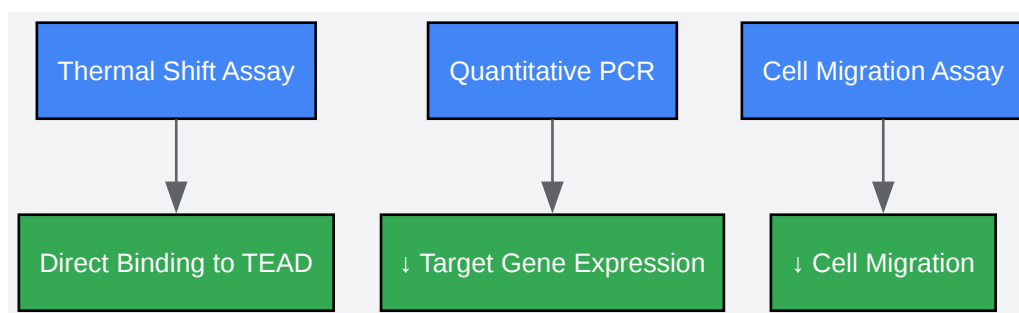 Thermal Shift Assay
Quantitative PCR
Cell Migration Assay
Direct Binding to TEAD
↓ Target Gene Expression
↓ Cell Migration